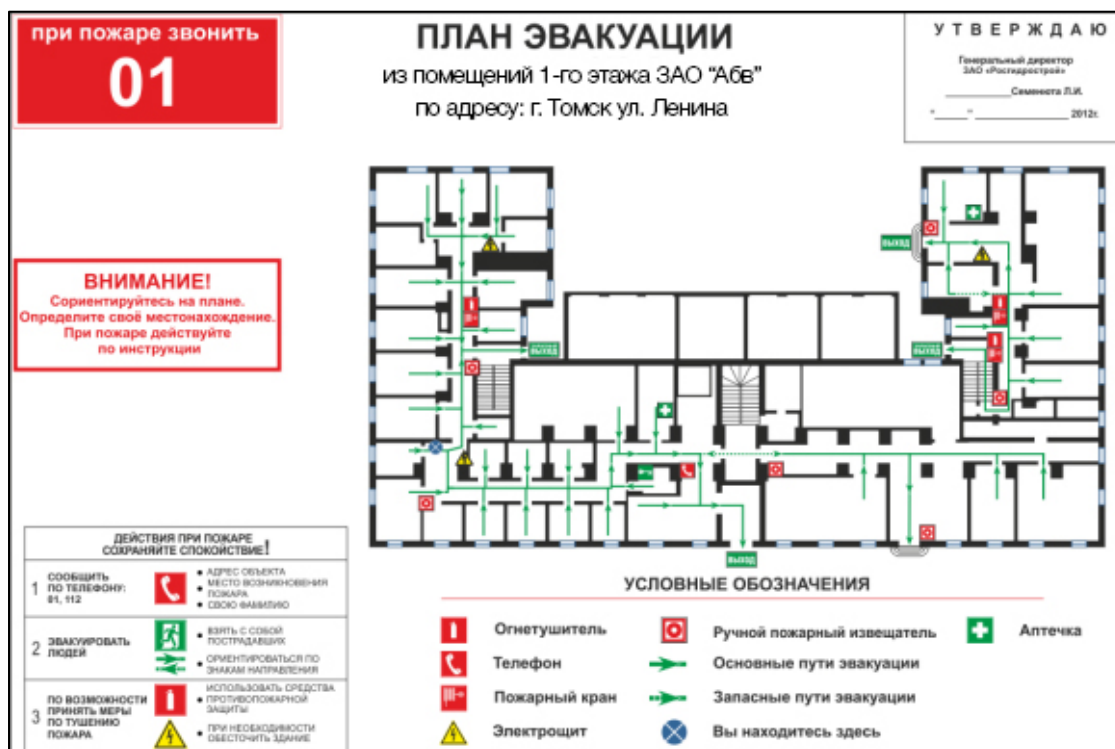 при пожаре звонить
01
ПЛАН ЭВАКУАЦИИ
из помещений 1-го этажа ЗАО "Абв"
по адресу: г. Томск ул. Ленина
УТВЕРЖДАЮ
Генеральный директор
ЗАО «Росгидрострой»
____________Семенюта Л.И.
"______" ________________ 2012г.
ВНИМАНИЕ!
Сориентируйтесь на плане.
Определите своё местонахождение.
При пожаре действуйте
по инструкции
ВЫХОД
ВЫХОД
ВЫХОД
ВЫХОД
ДЕЙСТВИЯ ПРИ ПОЖАРЕ
СОХРАНЯЙТЕ СПОКОЙСТВИЕ!
1 СООБЩИТЬ
ПО ТЕЛЕФОНУ:
01, 112
• АДРЕС ОБЪЕКТА
• МЕСТО ВОЗНИКНОВЕНИЯ
• ПОЖАРА
• СВОЮ ФАМИЛИЮ
2 ЭВАКУИРОВАТЬ
ЛЮДЕЙ
• ВЗЯТЬ С СОБОЙ
ПОСТРАДАВШИХ
• ОРИЕНТИРОВАТЬСЯ ПО
ЗНАКАМ НАПРАВЛЕНИЯ
3 ПО ВОЗМОЖНОСТИ
ПРИНЯТЬ МЕРЫ
ПО ТУШЕНИЮ
ПОЖАРА
ИСПОЛЬЗОВАТЬ СРЕДСТВА
• ПРОТИВОПОЖАРНОЙ
ЗАЩИТЫ
• ПРИ НЕОБХОДИМОСТИ
ОБЕСТОЧИТЬ ЗДАНИЕ
УСЛОВНЫЕ ОБОЗНАЧЕНИЯ
Огнетушитель
Телефон
Пожарный кран
Электрощит
Ручной пожарный извещатель
Основные пути эвакуации
Запасные пути эвакуации
Вы находитесь здесь
Аптечка